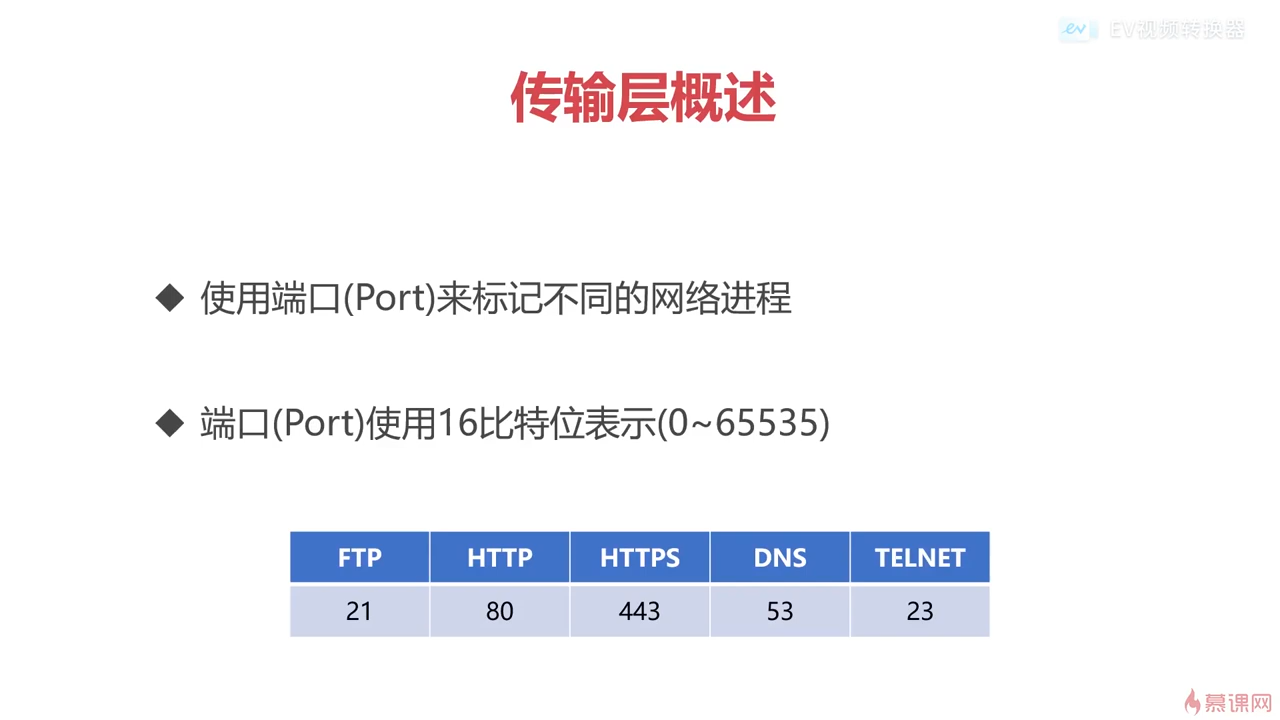 EV视频转换器
传输层概述
◆ 使用端口(Port)来标记不同的网络进程
◆ 端口(Port)使用16比特位表示(0~65535)
FTP HTTP HTTPS DNS TELNET
21 80 443 53 23
慕课网